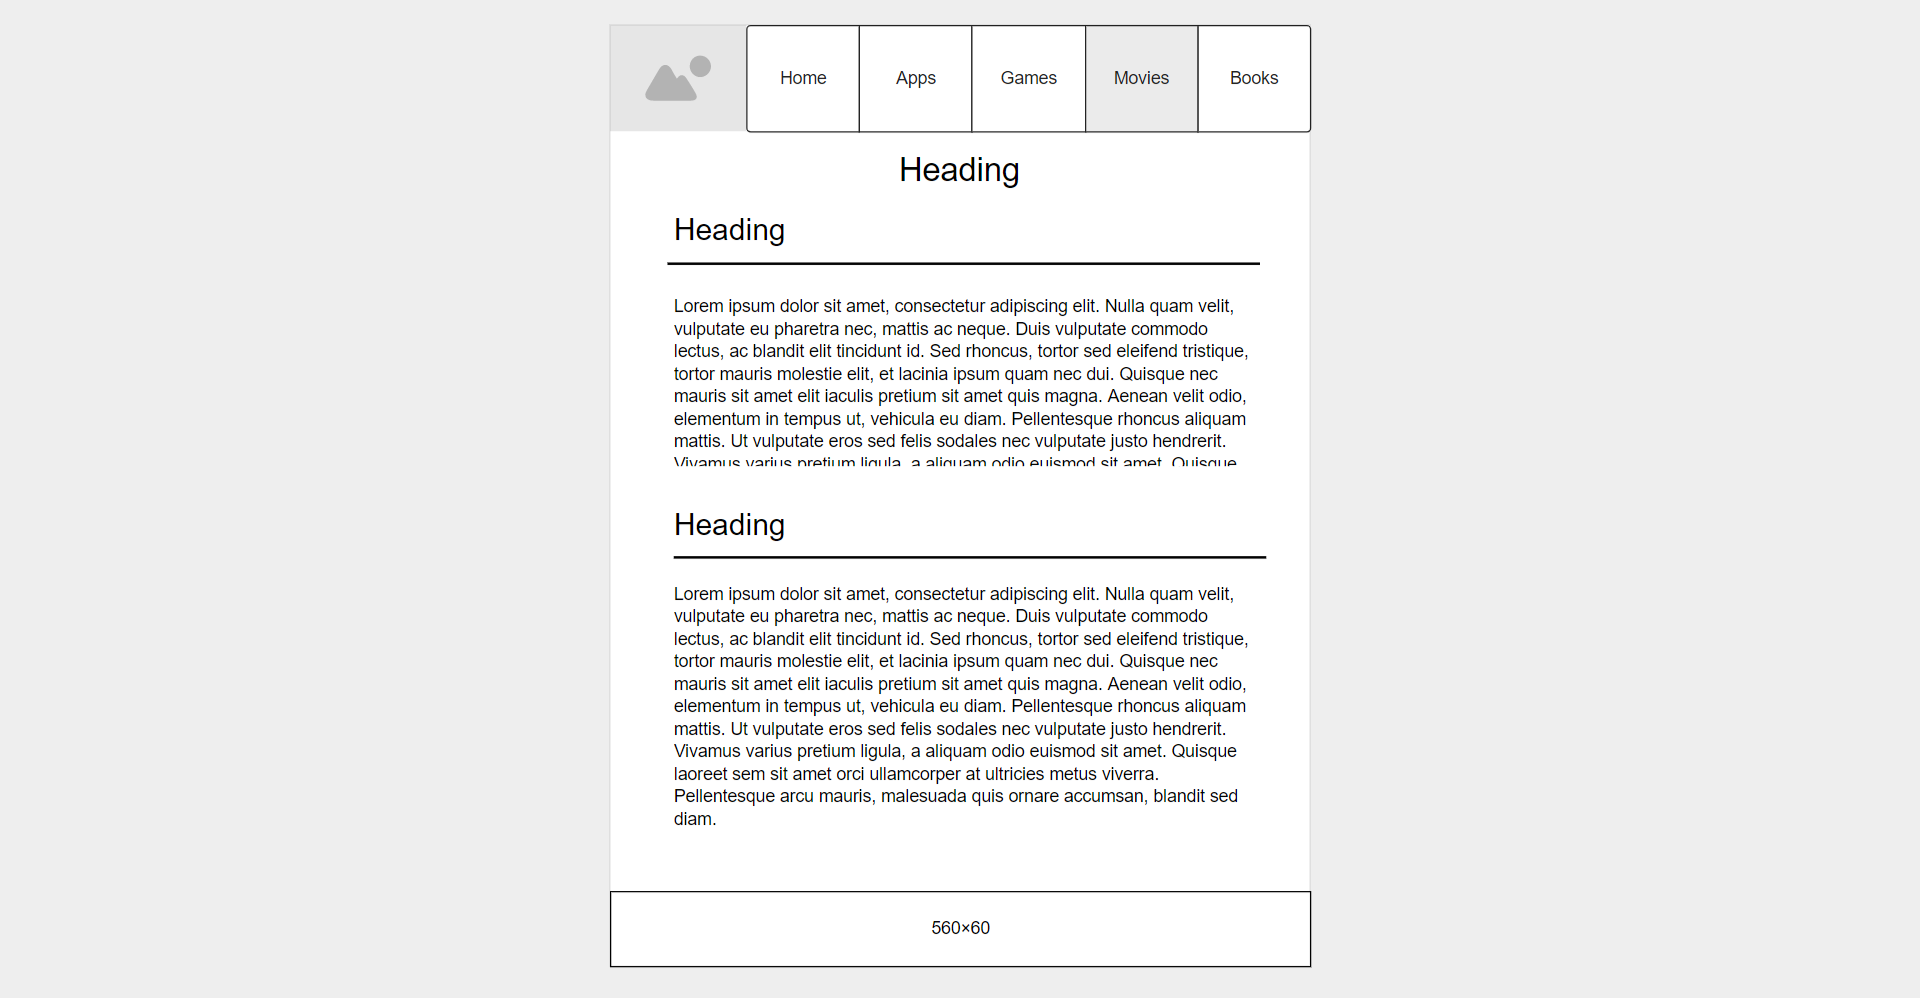 Home Apps Games Movies Books
Heading
Heading
Lorem ipsum dolor sit amet, consectetur adipiscing elit. Nulla quam velit,
vulputate eu pharetra nec, mattis ac neque. Duis vulputate commodo
lectus, ac blandit elit tincidunt id. Sed rhoncus, tortor sed eleifend tristique,
tortor mauris molestie elit, et lacinia ipsum quam nec dui. Quisque nec
mauris sit amet elit iaculis pretium sit amet quis magna. Aenean velit odio,
elementum in tempus ut, vehicula eu diam. Pellentesque rhoncus aliquam
mattis. Ut vulputate eros sed felis sodales nec vulputate justo hendrerit.
Vivamus varius pretium ligula, a aliquam odio euismod sit amet. Quisque
Heading
Lorem ipsum dolor sit amet, consectetur adipiscing elit. Nulla quam velit,
vulputate eu pharetra nec, mattis ac neque. Duis vulputate commodo
lectus, ac blandit elit tincidunt id. Sed rhoncus, tortor sed eleifend tristique,
tortor mauris molestie elit, et lacinia ipsum quam nec dui. Quisque nec
mauris sit amet elit iaculis pretium sit amet quis magna. Aenean velit odio,
elementum in tempus ut, vehicula eu diam. Pellentesque rhoncus aliquam
mattis. Ut vulputate eros sed felis sodales nec vulputate justo hendrerit.
Vivamus varius pretium ligula, a aliquam odio euismod sit amet. Quisque
laoreet sem sit amet orci ullamcorper at ultricies metus viverra.
Pellentesque arcu mauris, malesuada quis ornare accumsan, blandit sed
diam.
560×60